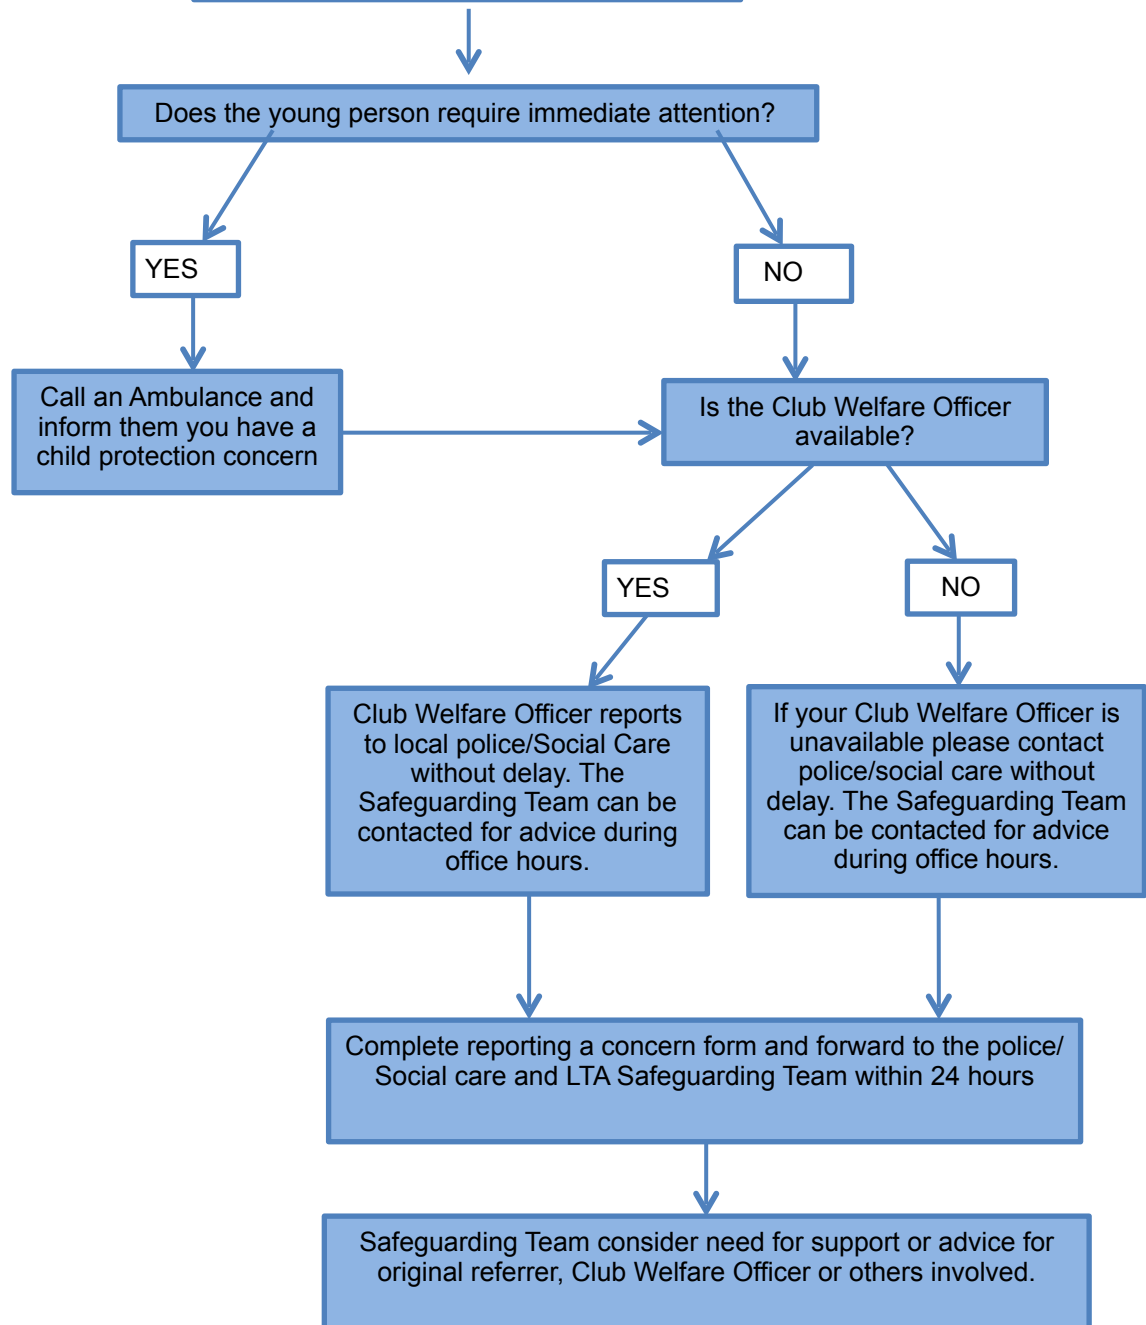 Does the young person require immediate attention?
YES
NO
Call an Ambulance and
inform them you have a
child protection concern
Is the Club Welfare Officer
available?
YES
NO
Club Welfare Officer reports
to local police/Social Care
without delay. The
Safeguarding Team can be
contacted for advice during
office hours.
If your Club Welfare Officer is
unavailable please contact
police/social care without
delay. The Safeguarding Team
can be contacted for advice
during office hours.
Complete reporting a concern form and forward to the police/
Social care and LTA Safeguarding Team within 24 hours
Safeguarding Team consider need for support or advice for
original referrer, Club Welfare Officer or others involved.